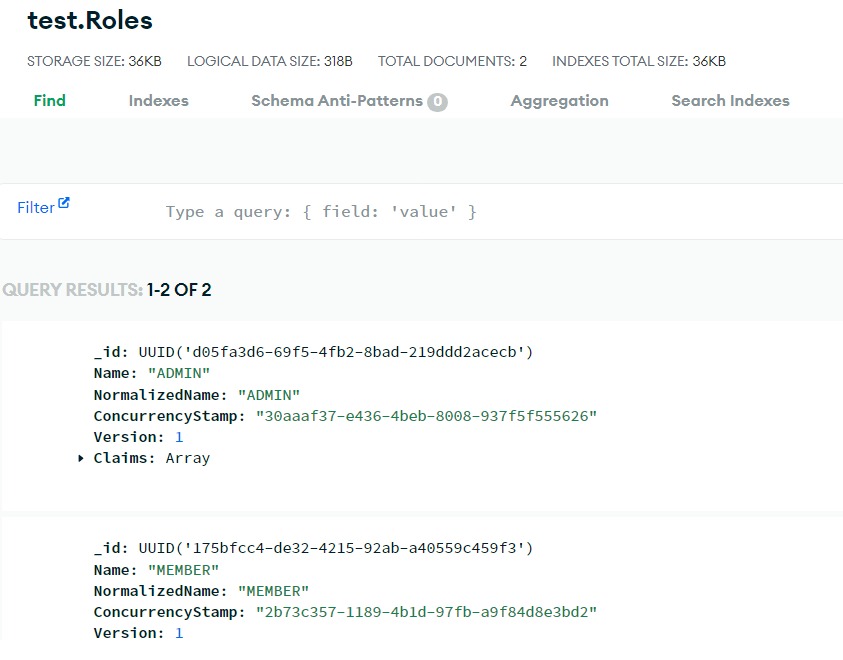 test.Roles
STORAGE SIZE: 36KB LOGICAL DATA SIZE: 318B TOTAL DOCUMENTS: 2 INDEXES TOTAL SIZE: 36KB
Find Indexes Schema Anti-Patterns 0 Aggregation Search Indexes
Filter Type a query: { field: 'value' }
QUERY RESULTS: 1-2 OF 2
_id: UUID('d05fa3d6-69f5-4fb2-8bad-219ddd2acecb')
Name: "ADMIN"
NormalizedName: "ADMIN"
ConcurrencyStamp: "30aaaf37-e436-4beb-8008-937f5f555626"
Version: 1
Claims: Array
_id: UUID('175bfcc4-de32-4215-92ab-a40559c459f3')
Name: "MEMBER"
NormalizedName: "MEMBER"
ConcurrencyStamp: "2b73c357-1189-4b1d-97fb-a9f84d8e3bd2"
Version: 1